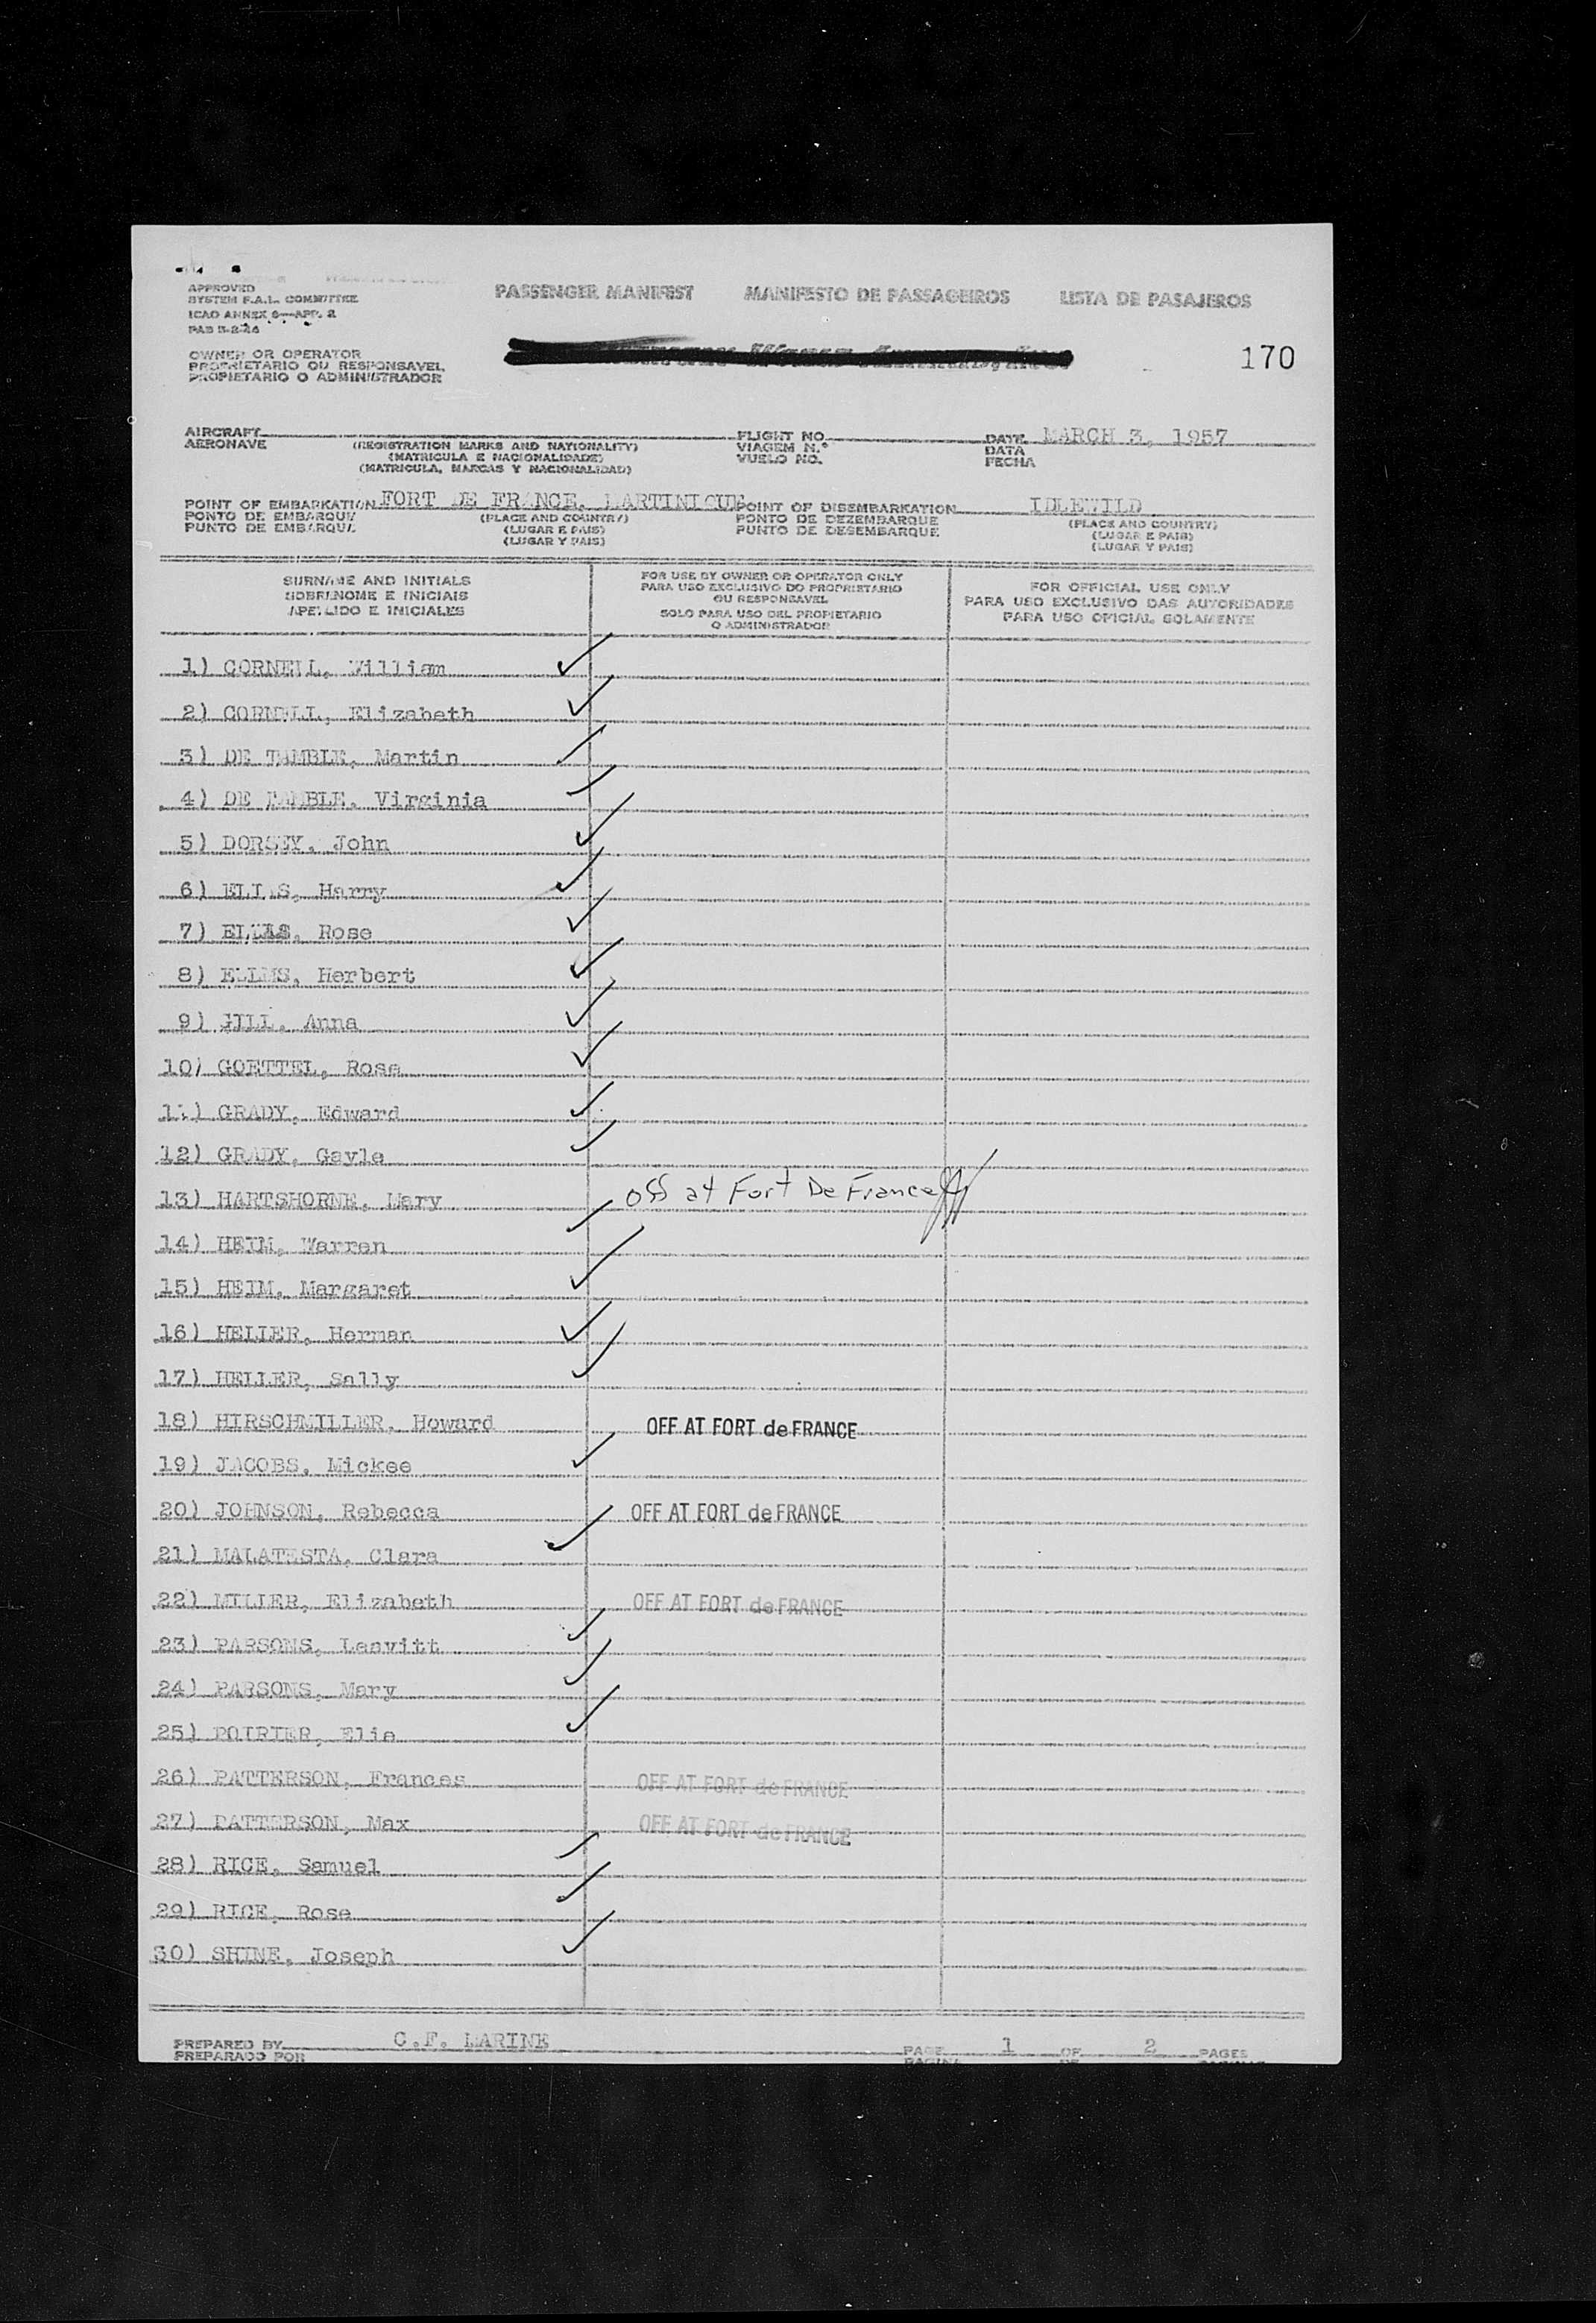 APPROVED
SYSTEM F.A.L. COMMITTEE
ICAO ANNEX 9—APP. 2
PAB 11-2-24
PASSENGER MANIFEST MANIFESTO DE PASSAGEIROS LISTA DE PASAJEROS
OWNER OR OPERATOR
PROPRIETARIO OU RESPONSAVEL
PROPIETARIO O ADMINISTRADOR
170
AIRCRAFT FLIGHT NO. DATE MARCH 3, 1957
AERONAVE (REGISTRATION MARKS AND NATIONALITY) VIAGEM N.º DATA
(MATRICULA E NACIONALIDADE) VUELO NO. FECHA
(MATRICULA, MARCAS Y NACIONALIDAD)
POINT OF EMBARKATION FORT DE FRANCE, MARTINIQUE POINT OF DISEMBARKATION IDLEWILD
PONTO DE EMBARQUE (PLACE AND COUNTRY) PONTO DE DEZEMBARQUE (PLACE AND COUNTRY)
PUNTO DE EMBARQUE (LUGAR E PAIS) PUNTO DE DESEMBARQUE (LUGAR E PAIS)
(LUGAR Y PAIS) (LUGAR Y PAIS)
SURNAME AND INITIALS
SOBRENOME E INICIAIS
APELLIDO E INICIALES
FOR USE BY OWNER OR OPERATOR ONLY
PARA USO EXCLUSIVO DO PROPRIETARIO
OU RESPONSAVEL
SOLO PARA USO DEL PROPIETARIO
O ADMINISTRADOR
FOR OFFICIAL USE ONLY
PARA USO EXCLUSIVO DAS AUTORIDADES
PARA USO OFICIAL SOLAMENTE
1) CORNELL, William
2) CORNELL, Elizabeth
3) DE TAMBLE, Martin
4) DE TAMBLE, Virginia
5) DORSEY, John
6) ELIAS, Harry
7) ELIAS, Rose
8) ELLMS, Herbert
9) GILL, Anna
10) GOETTEL, Rose
11) GRADY, Edward
12) GRADY, Gayle
13) HARTSHORNE, Mary off at Fort De France
14) HEIM, Warren
15) HEIM, Margaret
16) HELLER, Herman
17) HELLER, Sally
18) HIRSCHMILLER, Howard OFF AT FORT de FRANCE
19) JACOBS, Mickee
20) JOHNSON, Rebecca OFF AT FORT de FRANCE
21) MALATESTA, Clara
22) MILLER, Elizabeth OFF AT FORT de FRANCE
23) PARSONS, Leavitt
24) PARSONS, Mary
25) POIRIER, Elie
26) PATTERSON, Frances OFF AT FORT de FRANCE
27) PATTERSON, Max OFF AT FORT de FRANCE
28) RICE, Samuel
29) RICE, Rose
30) SHINE, Joseph
PREPARED BY C.F. LARINE PAGE 1 OF 2 PAGES
PREPARADO POR PAGINA DE